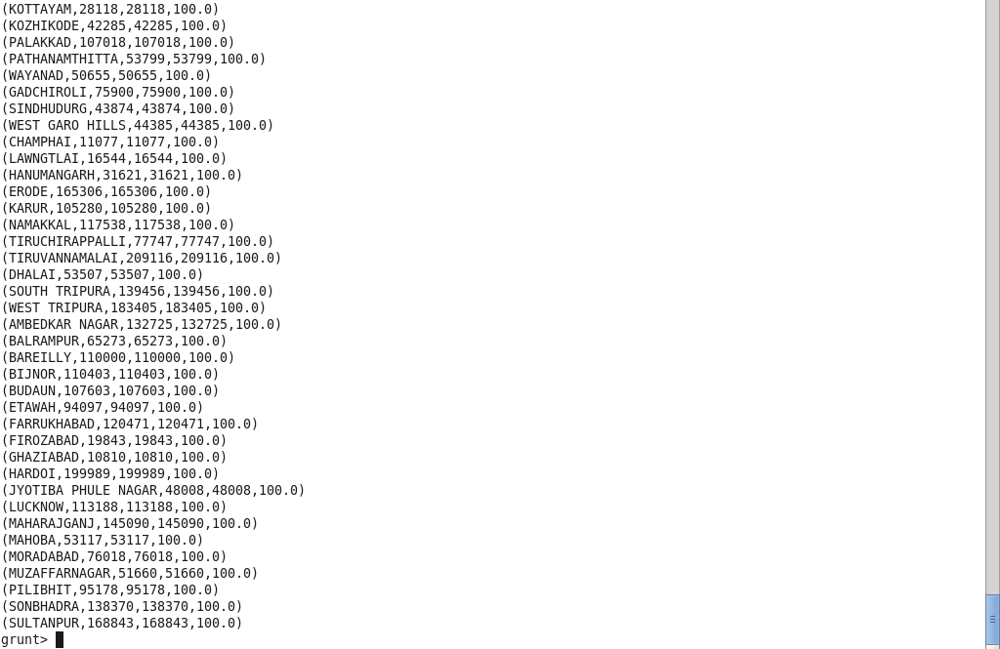 (KOTTAYAM,28118,28118,100.0)
(KOZHIKODE,42285,42285,100.0)
(PALAKKAD,107018,107018,100.0)
(PATHANAMTHITTA,53799,53799,100.0)
(WAYANAD,50655,50655,100.0)
(GADCHIROLI,75900,75900,100.0)
(SINDHUDURG,43874,43874,100.0)
(WEST GARO HILLS,44385,44385,100.0)
(CHAMPHAI,11077,11077,100.0)
(LAWNGTLAI,16544,16544,100.0)
(HANUMANGARH,31621,31621,100.0)
(ERODE,165306,165306,100.0)
(KARUR,105280,105280,100.0)
(NAMAKKAL,117538,117538,100.0)
(TIRUCHIRAPPALLI,77747,77747,100.0)
(TIRUVANNAMALAI,209116,209116,100.0)
(DHALAI,53507,53507,100.0)
(SOUTH TRIPURA,139456,139456,100.0)
(WEST TRIPURA,183405,183405,100.0)
(AMBEDKAR NAGAR,132725,132725,100.0)
(BALRAMPUR,65273,65273,100.0)
(BAREILLY,110000,110000,100.0)
(BIJNOR,110403,110403,100.0)
(BUDAUN,107603,107603,100.0)
(ETAWAH,94097,94097,100.0)
(FARRUKHABAD,120471,120471,100.0)
(FIROZABAD,19843,19843,100.0)
(GHAZIABAD,10810,10810,100.0)
(HARDOI,199989,199989,100.0)
(JYOTIBA PHULE NAGAR,48008,48008,100.0)
(LUCKNOW,113188,113188,100.0)
(MAHARAJGANJ,145090,145090,100.0)
(MAHOBA,53117,53117,100.0)
(MORADABAD,76018,76018,100.0)
(MUZAFFARNAGAR,51660,51660,100.0)
(PILIBHIT,95178,95178,100.0)
(SONBHADRA,138370,138370,100.0)
(SULTANPUR,168843,168843,100.0)
grunt>